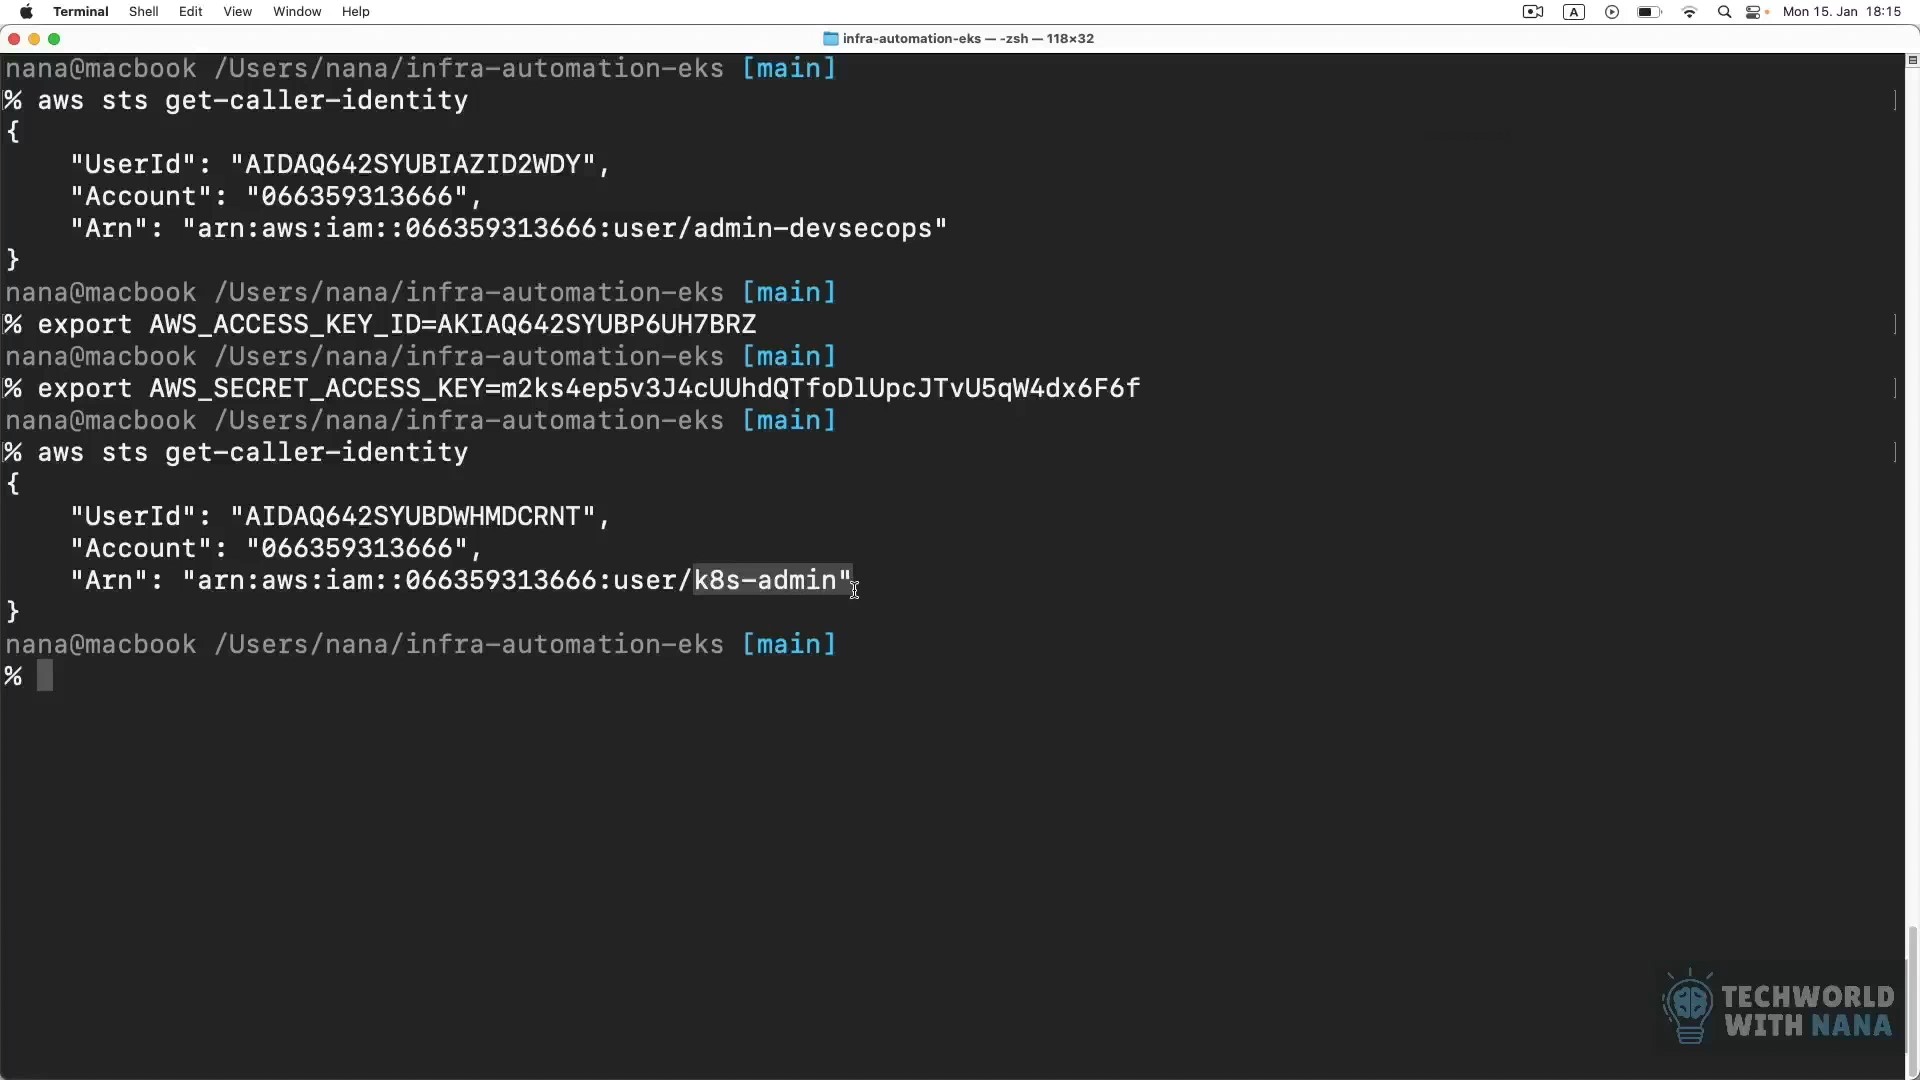 Terminal Shell Edit View Window Help A Mon 15. Jan 18:15
infra-automation-eks — -zsh — 118×32
nana@macbook /Users/nana/infra-automation-eks [main]
% aws sts get-caller-identity ]
{
    "UserId": "AIDAQ642SYUBIAZID2WDY",
    "Account": "066359313666",
    "Arn": "arn:aws:iam::066359313666:user/admin-devsecops"
}
nana@macbook /Users/nana/infra-automation-eks [main]
% export AWS_ACCESS_KEY_ID=AKIAQ642SYUBP6UH7BRZ ]
nana@macbook /Users/nana/infra-automation-eks [main]
% export AWS_SECRET_ACCESS_KEY=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 ]
nana@macbook /Users/nana/infra-automation-eks [main]
% aws sts get-caller-identity ]
{
    "UserId": "AIDAQ642SYUBDWHMDCRNT",
    "Account": "066359313666",
    "Arn": "arn:aws:iam::066359313666:user/k8s-admin"
}
nana@macbook /Users/nana/infra-automation-eks [main]
%
TECHWORLD
WITH NANA